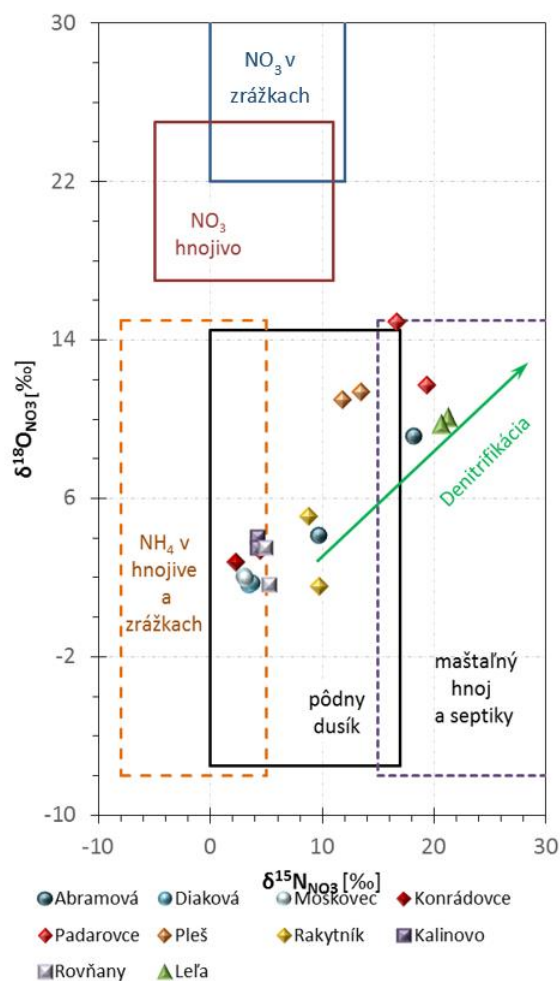 30
NO3 v
zrážkach
22
NO3
hnojivo
14
δ18ONO3 [‰]
6
Denitrifikácia
NH4 v
hnojive
a
zrážkach
-2
maštaľný
hnoj
a septiky
pôdny
dusík
-10
-10 0 10 20 30
δ15NNO3 [‰]
Abramová Diaková Moškovec Konrádovce
Padarovce Pleš Rakytník Kalinovo
Rovňany Leľa